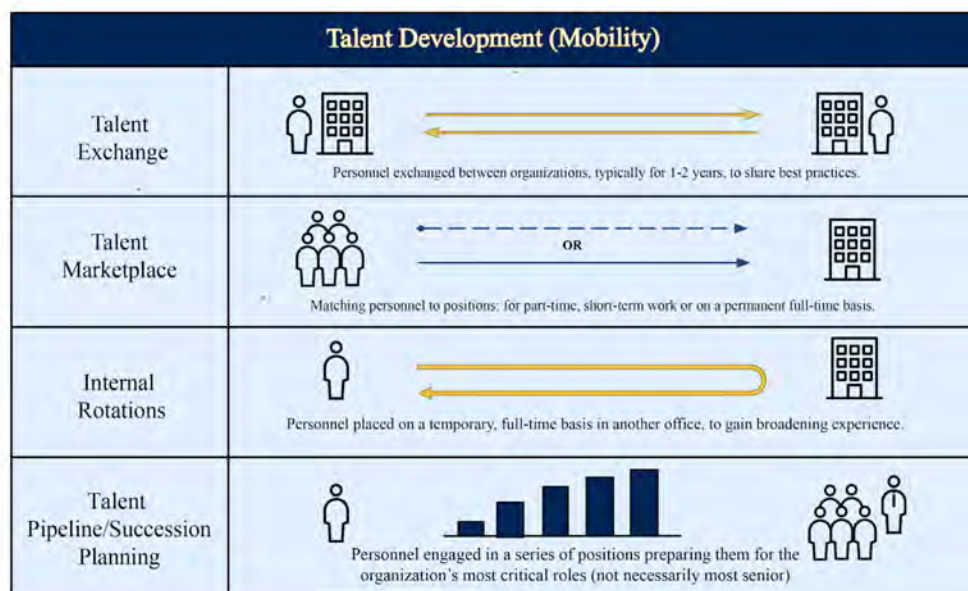 Talent Development (Mobility)
Talent
Exchange
Personnel exchanged between organizations, typically for 1-2 years, to share best practices.
Talent
Marketplace
OR
Matching personnel to positions: for part-time, short-term work or on a permanent full-time basis.
Internal
Rotations
Personnel placed on a temporary, full-time basis in another office, to gain broadening experience.
Talent
Pipeline/Succession
Planning
Personnel engaged in a series of positions preparing them for the
organization's most critical roles (not necessarily most senior)